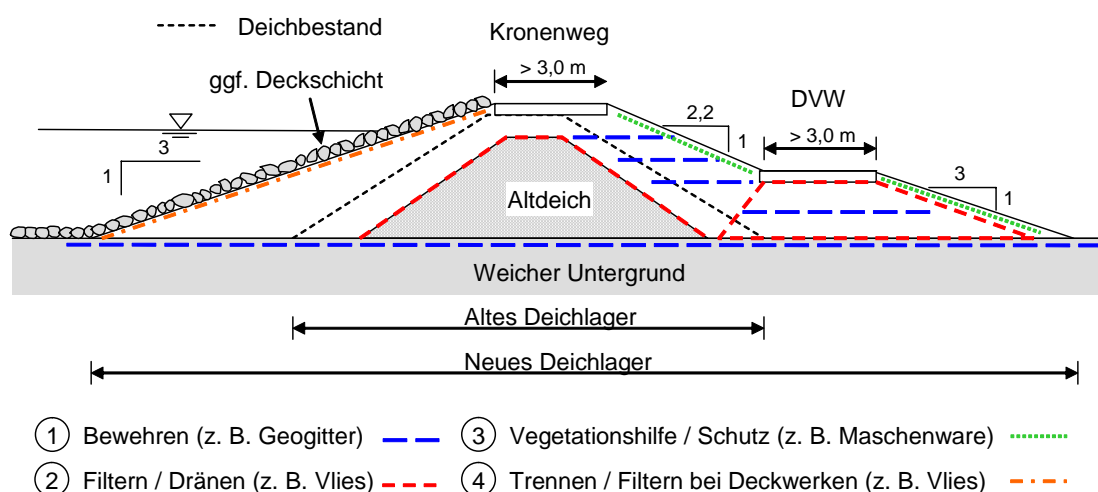 Deichbestand
Kronenweg
> 3,0 m
ggf. Deckschicht
DVW
2,2
1
> 3,0 m
3
1
3
1
Altdeich
Weicher Untergrund
Altes Deichlager
Neues Deichlager
1 Bewehren (z. B. Geogitter)
3 Vegetationshilfe / Schutz (z. B. Maschenware)
2 Filtern / Dränen (z. B. Vlies)
4 Trennen / Filtern bei Deckwerken (z. B. Vlies)